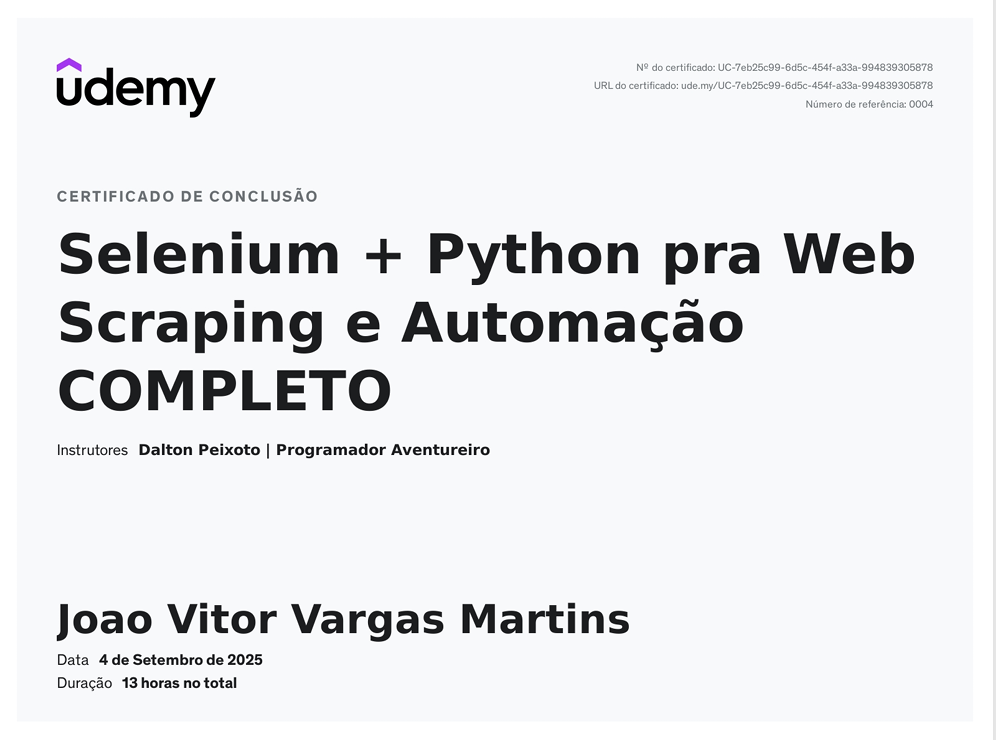 udemy
Nº do certificado: UC-7eb25c99-6d5c-454f-a33a-994839305878
URL do certificado: ude.my/UC-7eb25c99-6d5c-454f-a33a-994839305878
Número de referência: 0004
CERTIFICADO DE CONCLUSÃO
Selenium + Python pra Web
Scraping e Automação
COMPLETO
Instrutores Dalton Peixoto | Programador Aventureiro
Joao Vitor Vargas Martins
Data 4 de Setembro de 2025
Duração 13 horas no total